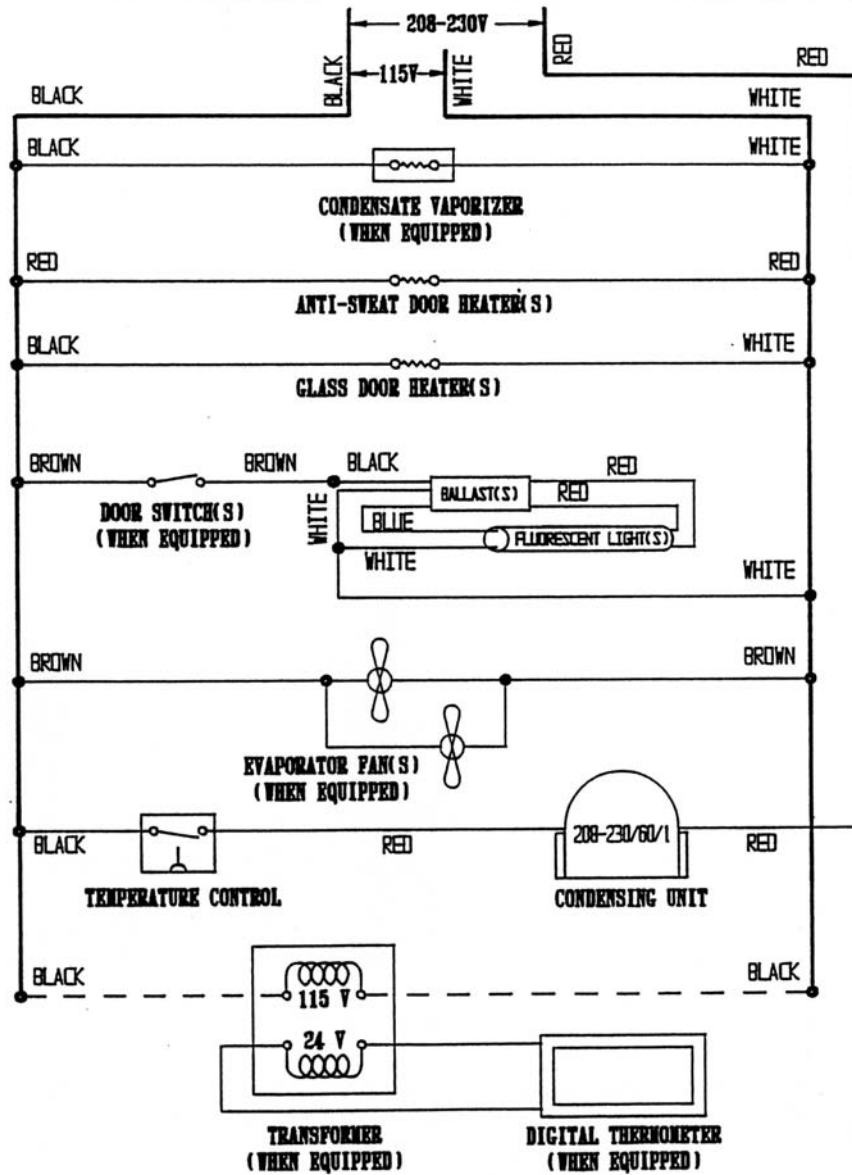 208-230V
BLACK
115V
WHITE
RED
RED
BLACK
WHITE
BLACK
WHITE
CONDENSATE VAPORIZER
(WHEN EQUIPPED)
RED
RED
ANTI-SWEAT DOOR HEATER(S)
BLACK
WHITE
GLASS DOOR HEATER(S)
BROWN
BROWN
BLACK
RED
BALLAST(S)
RED
DOOR SWITCH(S)
(WHEN EQUIPPED)
WHITE
BLUE
FLUORESCENT LIGHT(S)
WHITE
WHITE
BROWN
BROWN
EVAPORATOR FAN(S)
(WHEN EQUIPPED)
208-230/60/1
BLACK
RED
RED
TEMPERATURE CONTROL
CONDENSING UNIT
BLACK
BLACK
115 V
24 V
TRANSFORMER
(WHEN EQUIPPED)
DIGITAL THERMOMETER
(WHEN EQUIPPED)